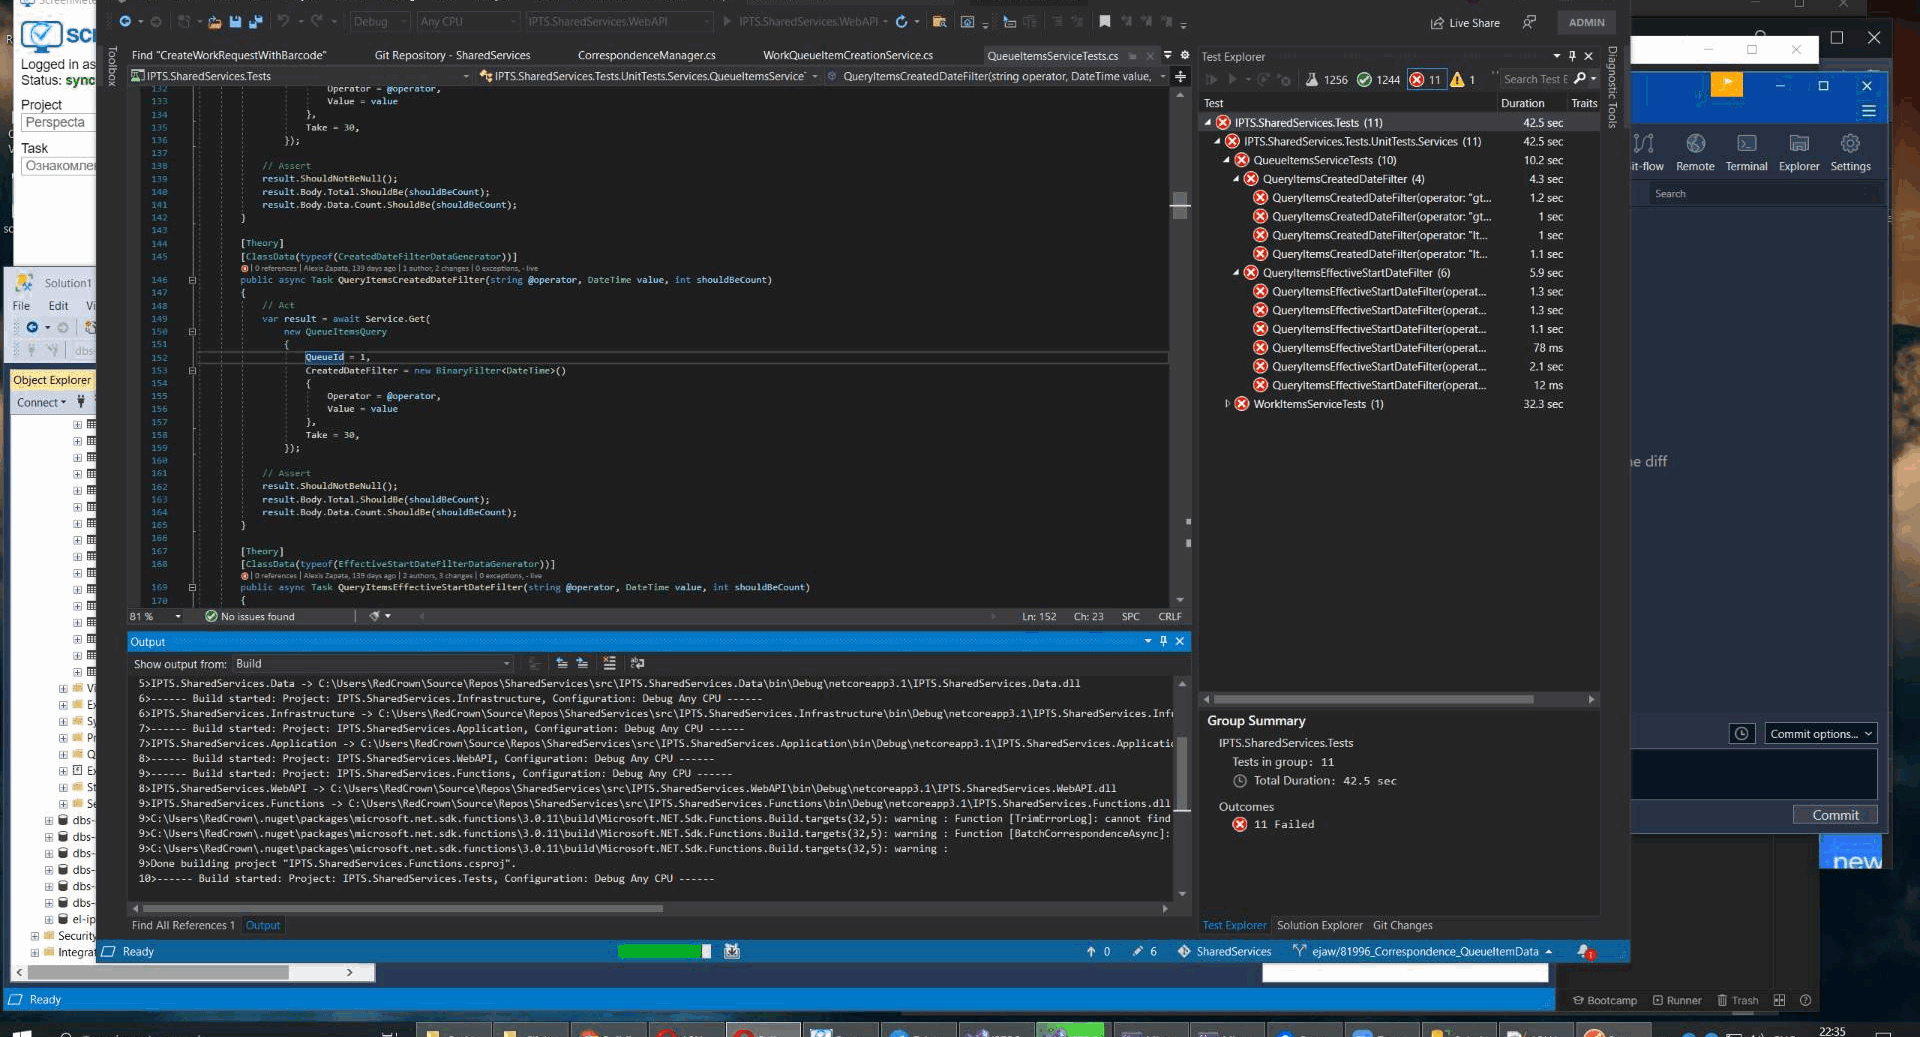 Logged in as
Status: sync
Project
Perspecta
Task
Ознакомле
Solution1
File Edit Vi
dbs-
Object Explorer
Connect
dbs-
dbs-
dbs-
dbs-
dbs-
dbs-
el-ip
Security
Integra
Ready
Toolbox
Debug Any CPU IPTS.SharedServices.WebAPI IPTS.SharedServices.WebAPI
Live Share ADMIN
Find "CreateWorkRequestWithBarcode" Git Repository - SharedServices CorrespondenceManager.cs WorkQueueItemCreationService.cs QueueItemsServiceTests.cs
IPTS.SharedServices.Tests IPTS.SharedServices.Tests.UnitTests.Services.QueueItemsService QueryItemsCreatedDateFilter(string operator, DateTime value,
132 Operator = @operator,
133 Value = value
134 },
135 Take = 30,
136 });
137
138 // Assert
139 result.ShouldNotBeNull();
140 result.Body.Total.ShouldBe(shouldBeCount);
141 result.Body.Data.Count.ShouldBe(shouldBeCount);
142 }
143
144 [Theory]
145 [ClassData(typeof(CreatedDateFilterDataGenerator))]
0 references | Alexis Zapata, 139 days ago | 1 author, 2 changes | 0 exceptions, - live
146 public async Task QueryItemsCreatedDateFilter(string @operator, DateTime value, int shouldBeCount)
147 {
148 // Act
149 var result = await Service.Get(
150 new QueueItemsQuery
151 {
152 QueueId = 1,
153 CreatedDateFilter = new BinaryFilter<DateTime>()
154 {
155 Operator = @operator,
156 Value = value
157 },
158 Take = 30,
159 });
160
161 // Assert
162 result.ShouldNotBeNull();
163 result.Body.Total.ShouldBe(shouldBeCount);
164 result.Body.Data.Count.ShouldBe(shouldBeCount);
165 }
166
167 [Theory]
168 [ClassData(typeof(EffectiveStartDateFilterDataGenerator))]
0 references | Alexis Zapata, 139 days ago | 2 authors, 3 changes | 0 exceptions, - live
169 public async Task QueryItemsEffectiveStartDateFilter(string @operator, DateTime value, int shouldBeCount)
170 {
81 % No issues found Ln: 152 Ch: 23 SPC CRLF
Output
Show output from: Build
5>IPTS.SharedServices.Data -> C:\Users\RedCrown\Source\Repos\SharedServices\src\IPTS.SharedServices.Data\bin\Debug\netcoreapp3.1\IPTS.SharedServices.Data.dll
6>------ Build started: Project: IPTS.SharedServices.Infrastructure, Configuration: Debug Any CPU ------
6>IPTS.SharedServices.Infrastructure -> C:\Users\RedCrown\Source\Repos\SharedServices\src\IPTS.SharedServices.Infrastructure\bin\Debug\netcoreapp3.1\IPTS.SharedServices.Infr
7>------ Build started: Project: IPTS.SharedServices.Application, Configuration: Debug Any CPU ------
7>IPTS.SharedServices.Application -> C:\Users\RedCrown\Source\Repos\SharedServices\src\IPTS.SharedServices.Application\bin\Debug\netcoreapp3.1\IPTS.SharedServices.Applicatio
8>------ Build started: Project: IPTS.SharedServices.WebAPI, Configuration: Debug Any CPU ------
9>------ Build started: Project: IPTS.SharedServices.Functions, Configuration: Debug Any CPU ------
8>IPTS.SharedServices.WebAPI -> C:\Users\RedCrown\Source\Repos\SharedServices\src\IPTS.SharedServices.WebAPI\bin\Debug\netcoreapp3.1\IPTS.SharedServices.WebAPI.dll
9>IPTS.SharedServices.Functions -> C:\Users\RedCrown\Source\Repos\SharedServices\src\IPTS.SharedServices.Functions\bin\Debug\netcoreapp3.1\IPTS.SharedServices.Functions.dll
9>C:\Users\RedCrown\.nuget\packages\microsoft.net.sdk.functions\3.0.11\build\Microsoft.NET.Sdk.Functions.Build.targets(32,5): warning : Function [TrimErrorLog]: cannot find
9>C:\Users\RedCrown\.nuget\packages\microsoft.net.sdk.functions\3.0.11\build\Microsoft.NET.Sdk.Functions.Build.targets(32,5): warning : Function [BatchCorrespondenceAsync]:
9>C:\Users\RedCrown\.nuget\packages\microsoft.net.sdk.functions\3.0.11\build\Microsoft.NET.Sdk.Functions.Build.targets(32,5): warning :
9>Done building project "IPTS.SharedServices.Functions.csproj".
10>------ Build started: Project: IPTS.SharedServices.Tests, Configuration: Debug Any CPU ------
Find All References 1 Output
Ready 0 6 SharedServices ejaw/81996_Correspondence_QueueItemData 1
Test Explorer
1256 1244 11 1 Search Test E
Test Duration Traits
IPTS.SharedServices.Tests (11) 42.5 sec
IPTS.SharedServices.Tests.UnitTests.Services (11) 42.5 sec
QueueItemsServiceTests (10) 10.2 sec
QueryItemsCreatedDateFilter (4) 4.3 sec
QueryItemsCreatedDateFilter(operator: "gt... 1.2 sec
QueryItemsCreatedDateFilter(operator: "gt... 1 sec
QueryItemsCreatedDateFilter(operator: "lt... 1 sec
QueryItemsCreatedDateFilter(operator: "lt... 1.1 sec
QueryItemsEffectiveStartDateFilter (6) 5.9 sec
QueryItemsEffectiveStartDateFilter(operat... 1.3 sec
QueryItemsEffectiveStartDateFilter(operat... 1.3 sec
QueryItemsEffectiveStartDateFilter(operat... 1.1 sec
QueryItemsEffectiveStartDateFilter(operat... 78 ms
QueryItemsEffectiveStartDateFilter(operat... 2.1 sec
QueryItemsEffectiveStartDateFilter(operat... 12 ms
WorkItemsServiceTests (1) 32.3 sec
Group Summary
IPTS.SharedServices.Tests
Tests in group: 11
Total Duration: 42.5 sec
Outcomes
11 Failed
Test Explorer Solution Explorer Git Changes
Diagnostic Tools
it-flow Remote Terminal Explorer Settings
Search
e diff
Commit options...
Commit
new
Bootcamp Runner Trash
22:35